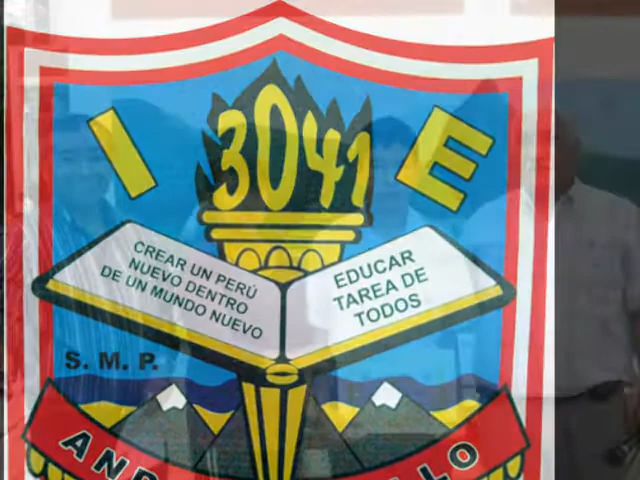 I E
3041
CREAR UN PERÚ
NUEVO DENTRO
DE UN MUNDO NUEVO
EDUCAR
TAREA DE
TODOS
S. M. P.